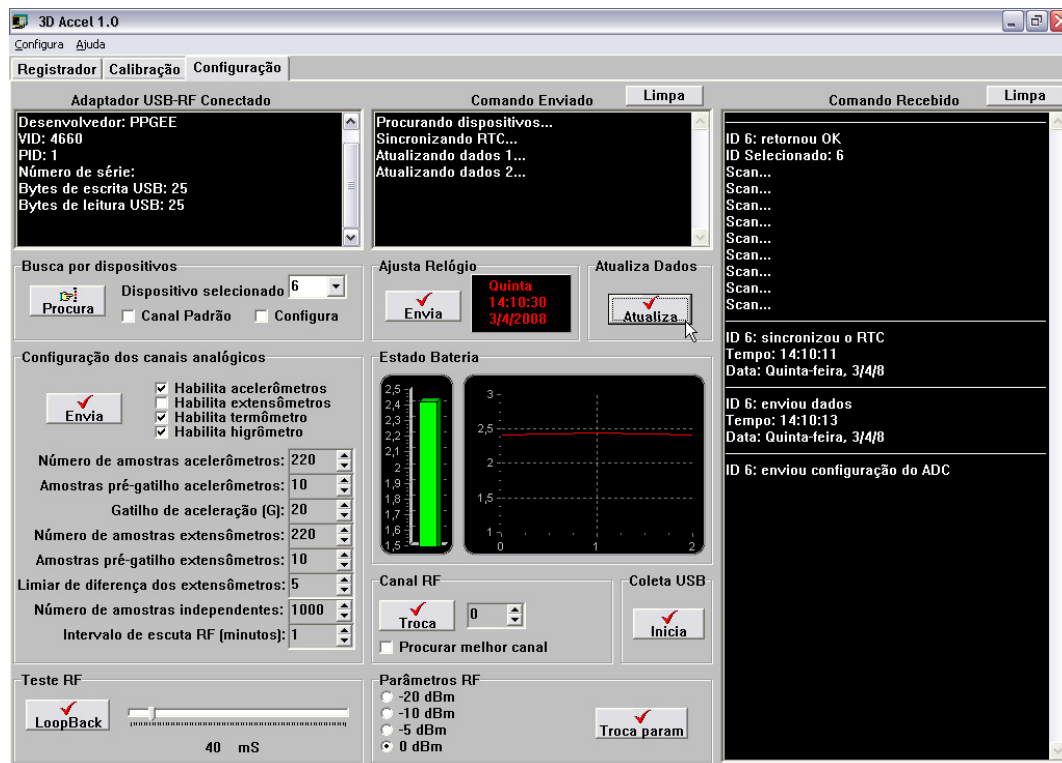 3D Accel 1.0
Configura Ajuda
Registrador Calibração Configuração
Adaptador USB-RF Conectado
Desenvolvedor: PPGEE
VID: 4660
PID: 1
Número de série:
Bytes de escrita USB: 25
Bytes de leitura USB: 25
Comando Enviado Limpa
Procurando dispositivos...
Sincronizando RTC...
Atualizando dados 1...
Atualizando dados 2...
Comando Recebido Limpa
ID 6: retornou OK
ID Selecionado: 6
Scan...
Scan...
Scan...
Scan...
Scan...
Scan...
Scan...
Scan...
Scan...
ID 6: sincronizou o RTC
Tempo: 14:10:11
Data: Quinta-feira, 3/4/8
ID 6: enviou dados
Tempo: 14:10:13
Data: Quinta-feira, 3/4/8
ID 6: enviou configuração do ADC
Busca por dispositivos
Procura
Dispositivo selecionado 6
Canal Padrão Configura
Ajusta Relógio
Envia
Quinta
14:10:30
3/4/2008
Atualiza Dados
Atualiza
Configuração dos canais analógicos
Envia
Habilita acelerômetros
Habilita extensômetros
Habilita termômetro
Habilita higrômetro
Número de amostras acelerômetros: 220
Amostras pré-gatilho acelerômetros: 10
Gatilho de aceleração (G): 20
Número de amostras extensômetros: 220
Amostras pré-gatilho extensômetros: 10
Limiar de diferença dos extensômetros: 5
Número de amostras independentes: 1000
Intervalo de escuta RF (minutos): 1
Estado Bateria
2,5
2,4
2,3
2,2
2,1
2
1,9
1,8
1,7
1,6
1,5
3
2,5
2
1,5
1
0 1 2
Canal RF
Troca 0
Procurar melhor canal
Coleta USB
Inicia
Teste RF
LoopBack
40 mS
Parâmetros RF
-20 dBm
-10 dBm
-5 dBm
0 dBm
Troca param